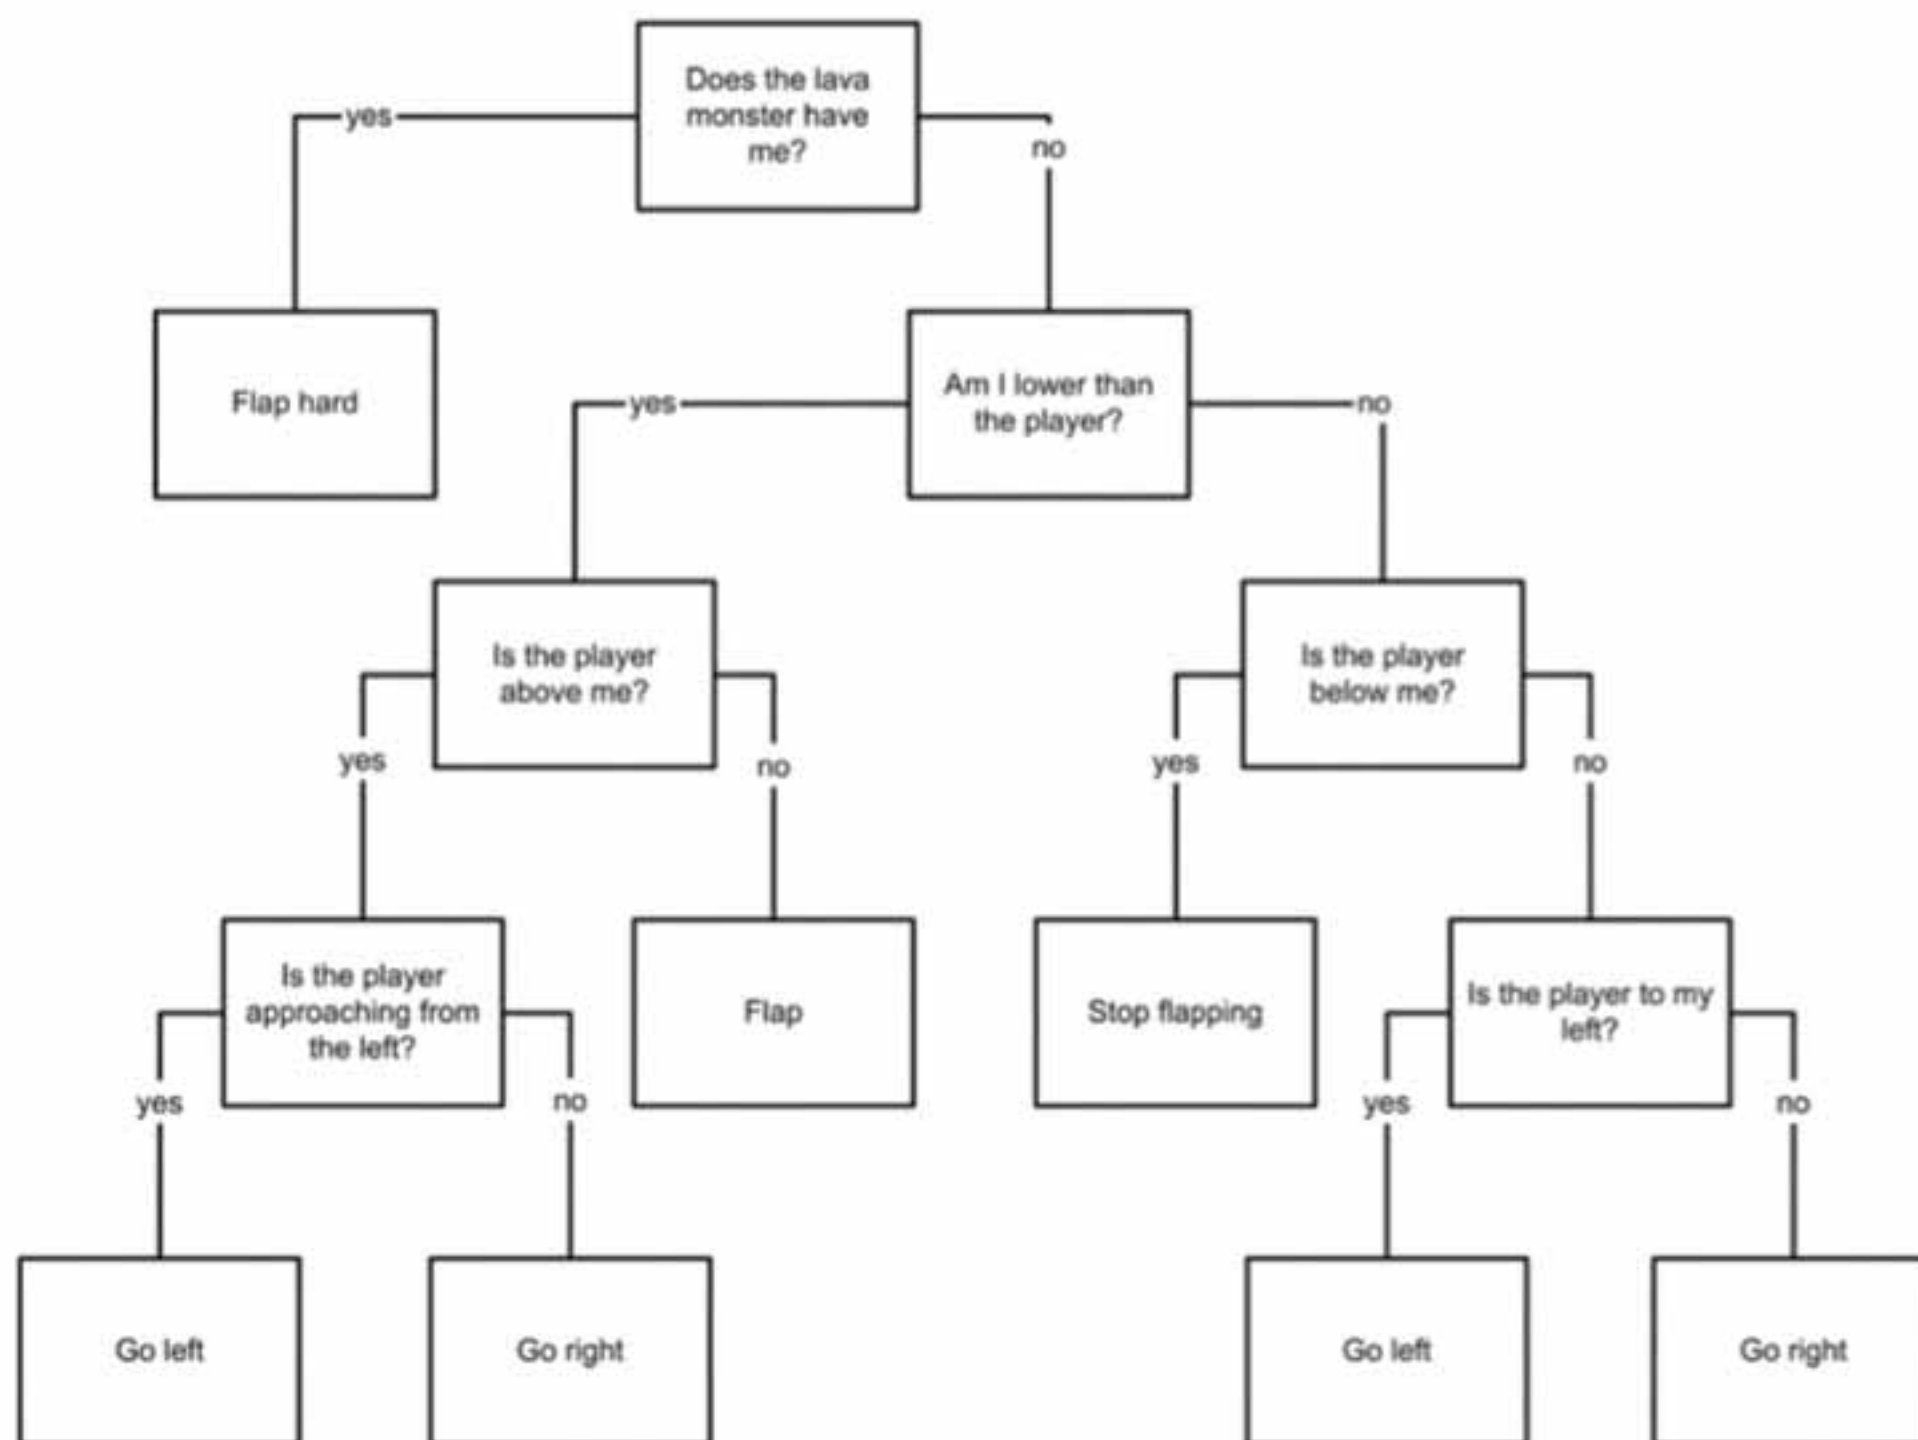 Does the lava
monster have
me?
yes
no
Flap hard
Am I lower than
the player?
yes
no
Is the player
above me?
Is the player
below me?
yes
no
yes
no
Is the player
approaching from
the left?
Flap
Stop flapping
Is the player to my
left?
yes
no
yes
no
Go left
Go right
Go left
Go right